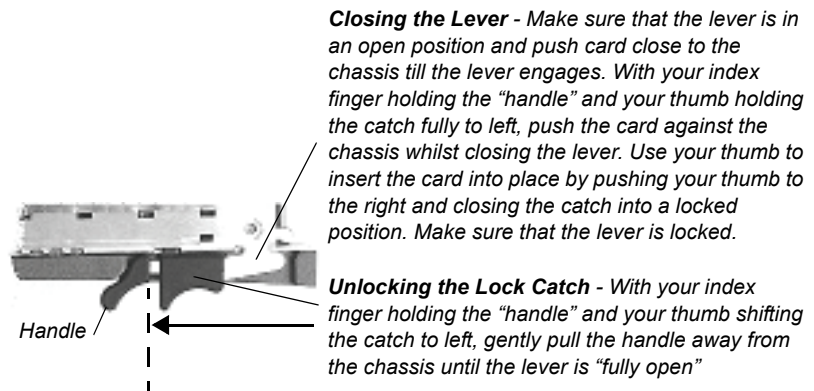 Closing the Lever - Make sure that the lever is in
an open position and push card close to the
chassis till the lever engages. With your index
finger holding the “handle” and your thumb holding
the catch fully to left, push the card against the
chassis whilst closing the lever. Use your thumb to
insert the card into place by pushing your thumb to
the right and closing the catch into a locked
position. Make sure that the lever is locked.
Unlocking the Lock Catch - With your index
finger holding the “handle” and your thumb shifting
the catch to left, gently pull the handle away from
the chassis until the lever is “fully open”
Handle